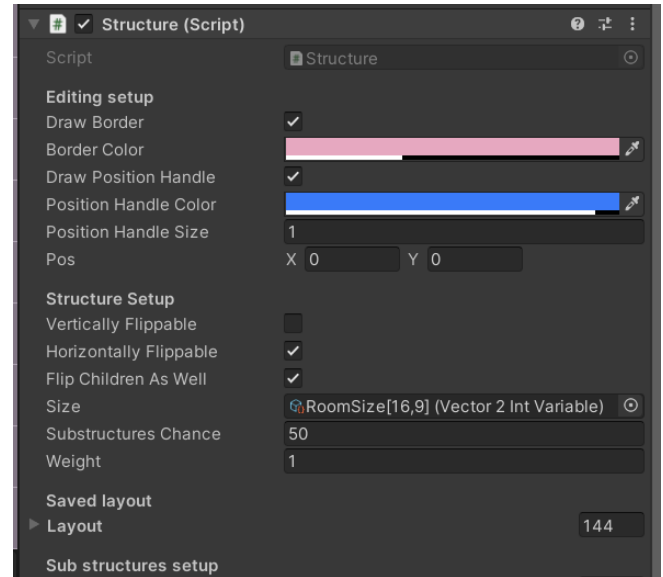 Structure (Script)
Script Structure
Editing setup
Draw Border
Border Color
Draw Position Handle
Position Handle Color
Position Handle Size 1
Pos X 0 Y 0
Structure Setup
Vertically Flippable
Horizontally Flippable
Flip Children As Well
Size RoomSize[16,9] (Vector 2 Int Variable)
Substructures Chance 50
Weight 1
Saved layout
Layout 144
Sub structures setup